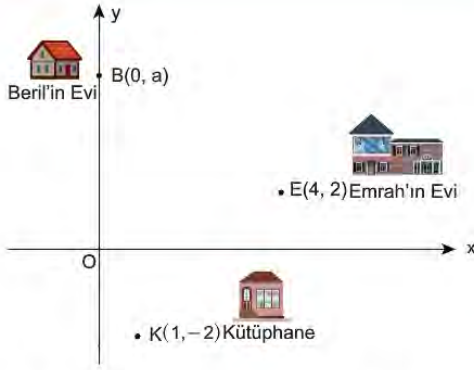 y
B(0, a)
Beril'in Evi
E(4, 2) Emrah'ın Evi
x
O
K(1,−2) Kütüphane